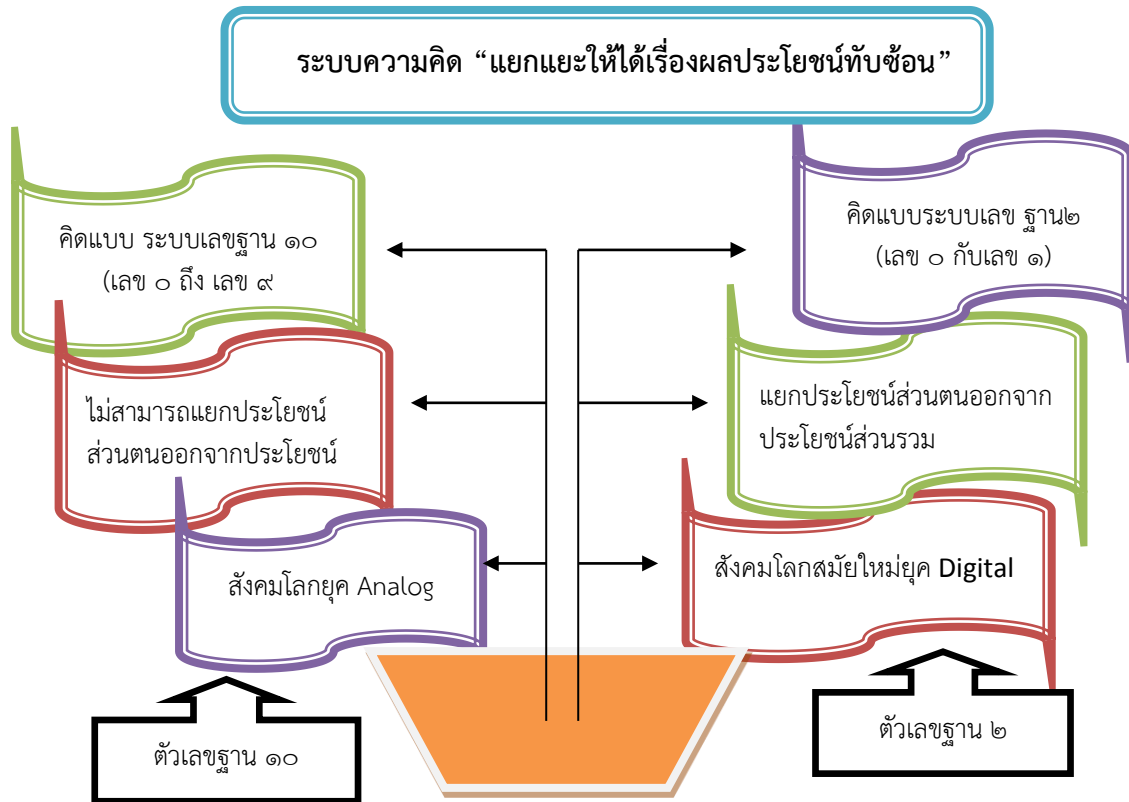 ระบบความคิด “แยกแยะให้ได้เรื่องผลประโยชน์ทับซ้อน”
คิดแบบ ระบบเลขฐาน ๑๐
(เลข ๐ ถึง เลข ๙
ไม่สามารถแยกประโยชน์
ส่วนตนออกจากประโยชน์
สังคมโลกยุค Analog
ตัวเลขฐาน ๑๐
คิดแบบระบบเลข ฐาน๒
(เลข ๐ กับเลข ๑)
แยกประโยชน์ส่วนตนออกจาก
ประโยชน์ส่วนรวม
สังคมโลกสมัยใหม่ยุค Digital
ตัวเลขฐาน ๒